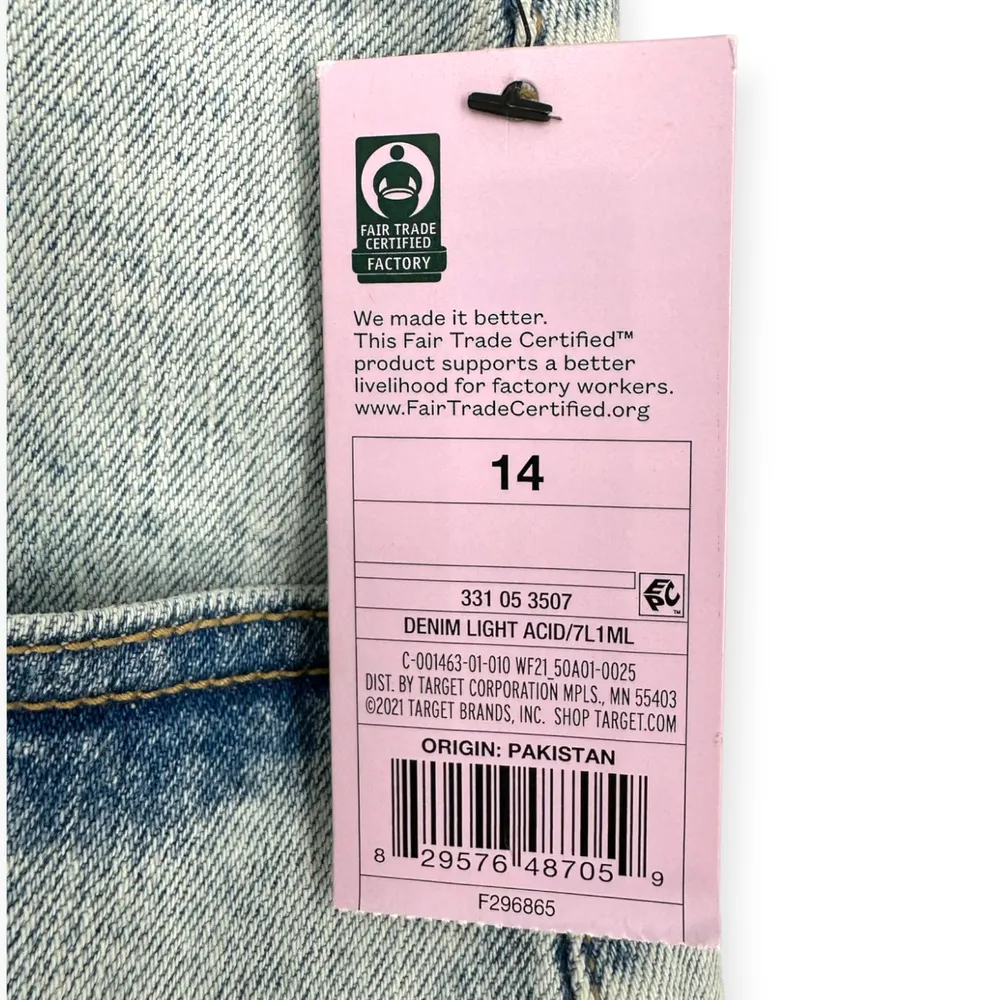 FAIR TRADE
CERTIFIED
FACTORY
We made it better.
This Fair Trade Certified™
product supports a better
livelihood for factory workers.
www.FairTradeCertified.org
14
EPC™
331 05 3507
DENIM LIGHT ACID/7L1ML
C-001463-01-010 WF21_50A01-0025
DIST. BY TARGET CORPORATION MPLS., MN 55403
©2021 TARGET BRANDS, INC. SHOP TARGET.COM
ORIGIN: PAKISTAN
8 29576 48705 9
F296865